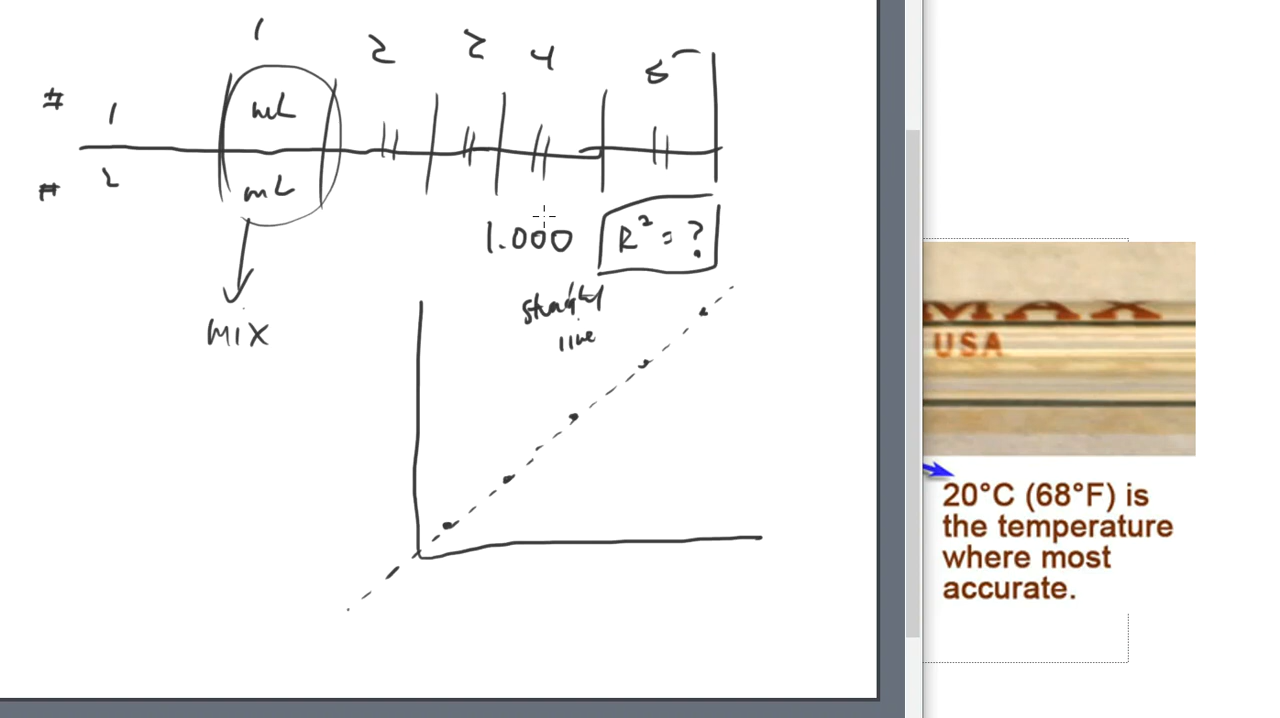 1 2 3 4 5
# 1 mL
# 2 mL
1.000 R² = ?
straight
line
MIX
MAX
USA
20°C (68°F) is
the temperature
where most
accurate.